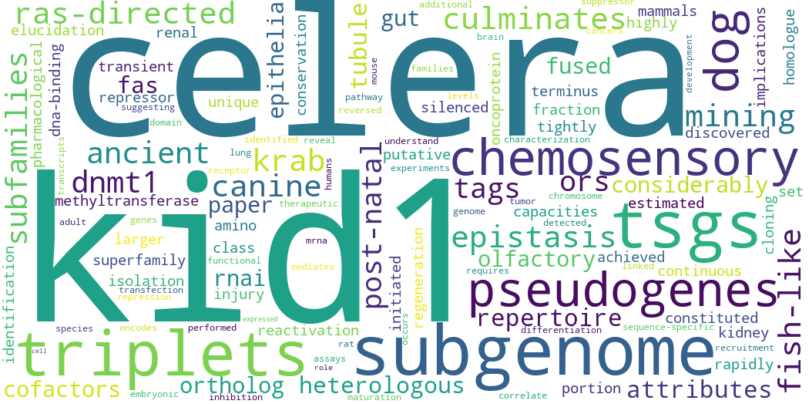 ras-directed
elucidation
renal
celera
epithelia
conservation
gut
culminates
additional
highly
suppressor
mammals
brain
cancers
dog
implications
homologue
subfamilies
pharmacological
dna-binding
transient
fas
repressor
suggesting
domain
unique
tubule
mouse
families
pathway
levels
reversed
silenced
oncoprotein
fused
terminus
fraction
tightly
development
mining
discovered
transcripts
ancient
identified
reveal
krab
receptor
lung
humans
understand
putative
characterization
experiments
chemosensory
dnmt1
canine
methyltransferase
paper
therapeutic
adult
genes
amino
kid1
larger
class
superfamily
functional
rnai
mrna
mediates
isolation
injury
transfection
repression
reactivation
post-natal
initiated
occurs
regeneration
tags
ors
considerably
set
chromosome
estimated
genome
tumor
capacities
detected
tsgs
cloning
epistasis
olfactory
achieved
requires
linked
continuous
pseudogenes
repertoire
constituted
differentiation
sequence-specific
kidney
fish-like
identification
species
encodes
performed
expressed
cell
triplets
assays
rat
role
subgenome
recruitment
rapidly
cofactors
embryonic
ortholog
inhibition
heterologous
maturation
correlate
portion
attributes